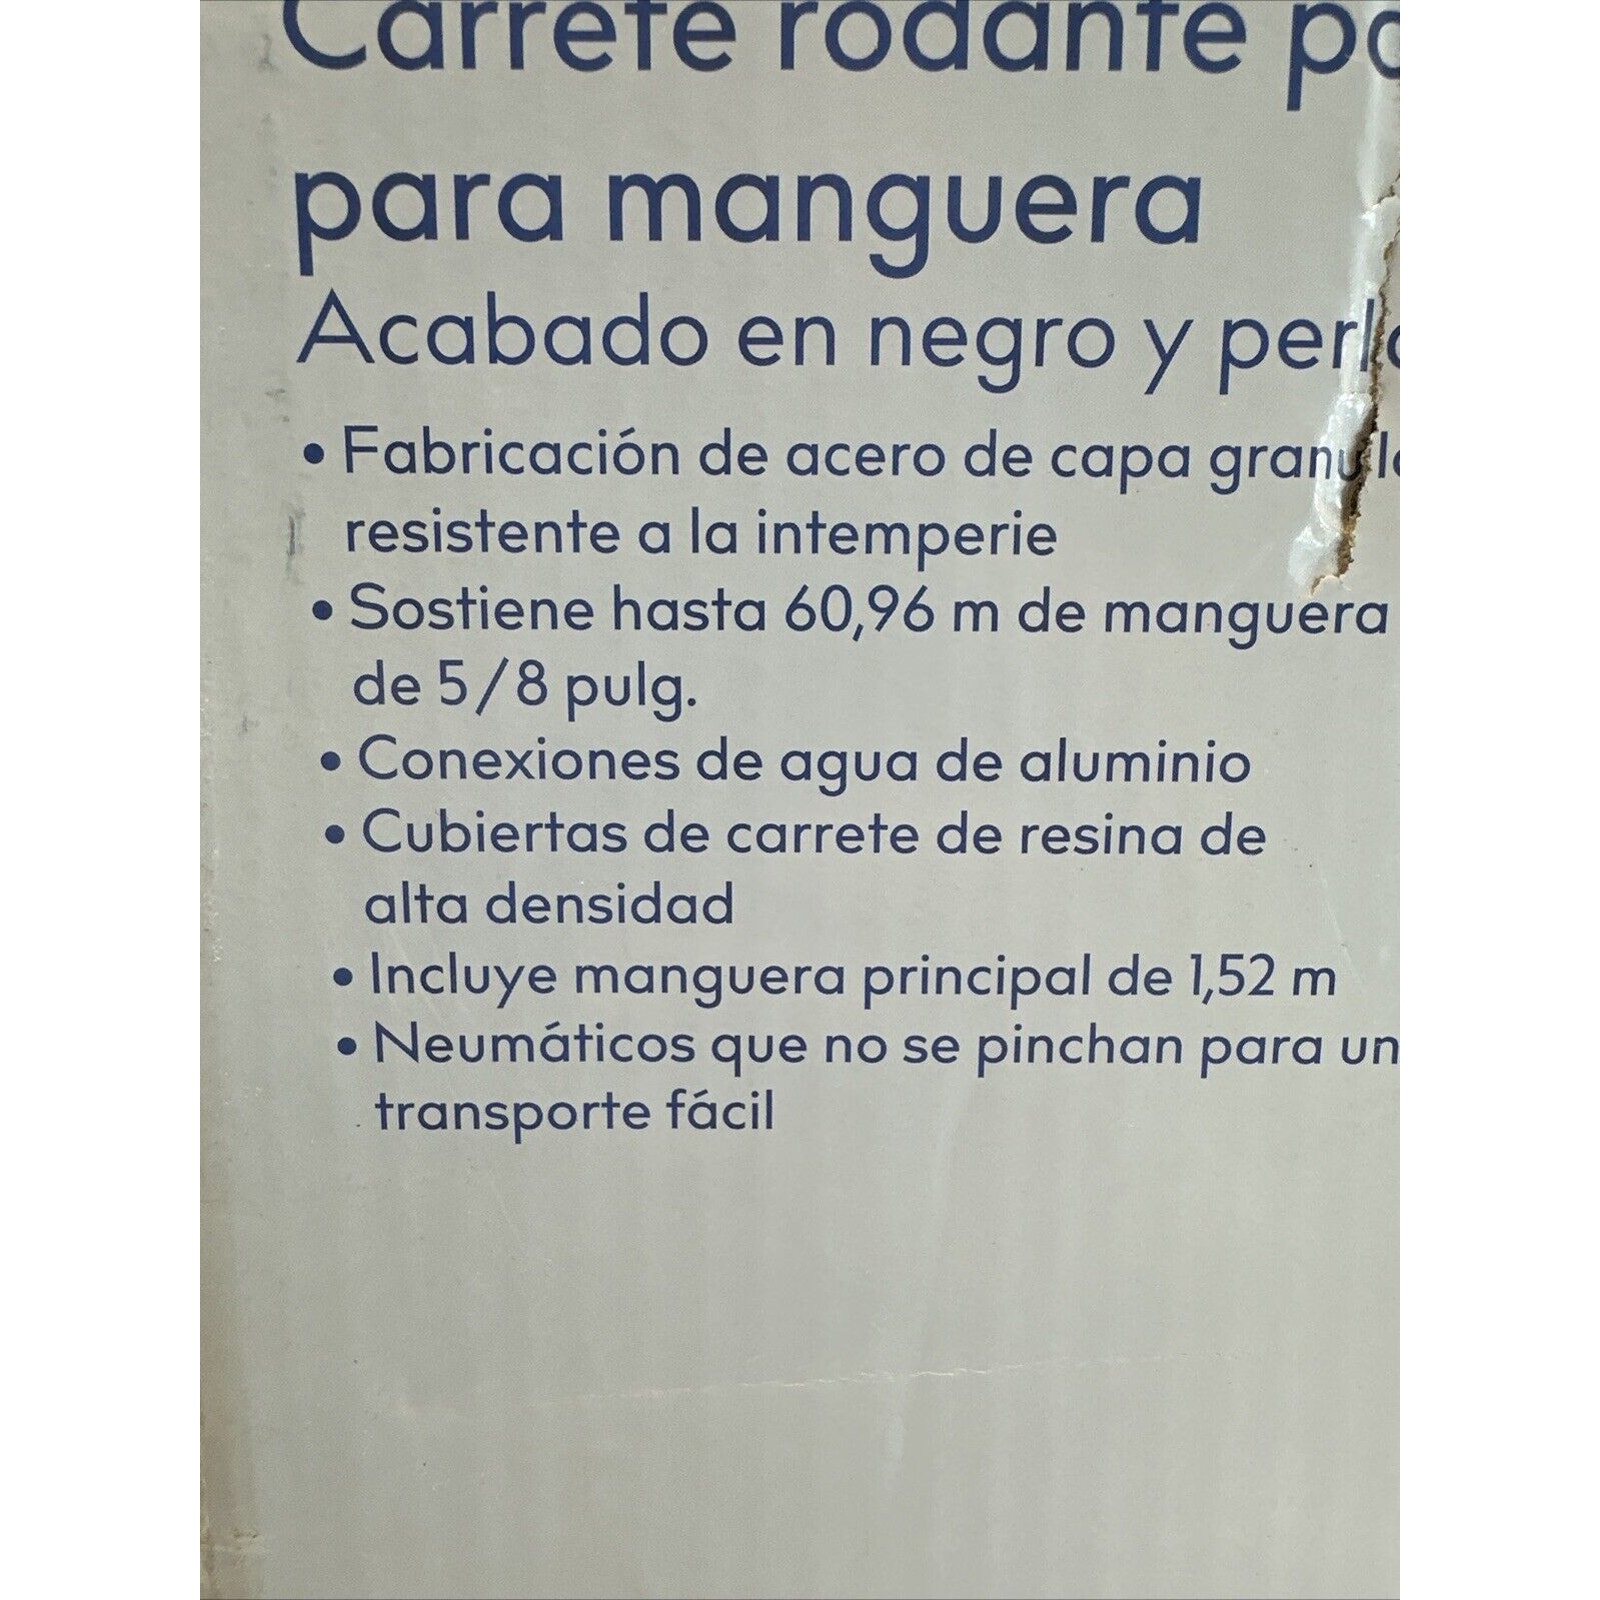 Carrete rodante
para manguera
Acabado en negro y
• Fabricación de acero de capa
resistente a la intemperie
• Sostiene hasta 60,96 m de manguera
de 5/8 pulg.
• Conexiones de agua de aluminio
• Cubiertas de carrete de resina de
alta densidad
• Incluye manguera principal de 1,52 m
• Neumáticos que no se pinchan para un
transporte fácil